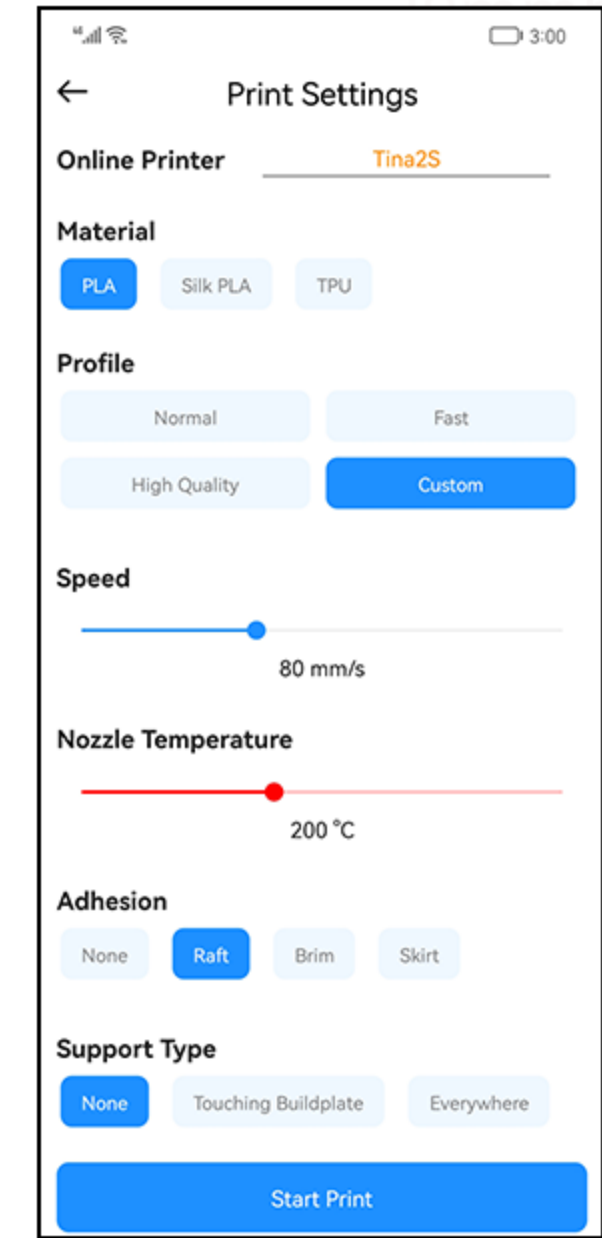 3:00
Print Settings
Online Printer Tina2S
Material
PLA Silk PLA TPU
Profile
Normal Fast
High Quality Custom
Speed
80 mm/s
Nozzle Temperature
200 °C
Adhesion
None Raft Brim Skirt
Support Type
None Touching Buildplate Everywhere
Start Print